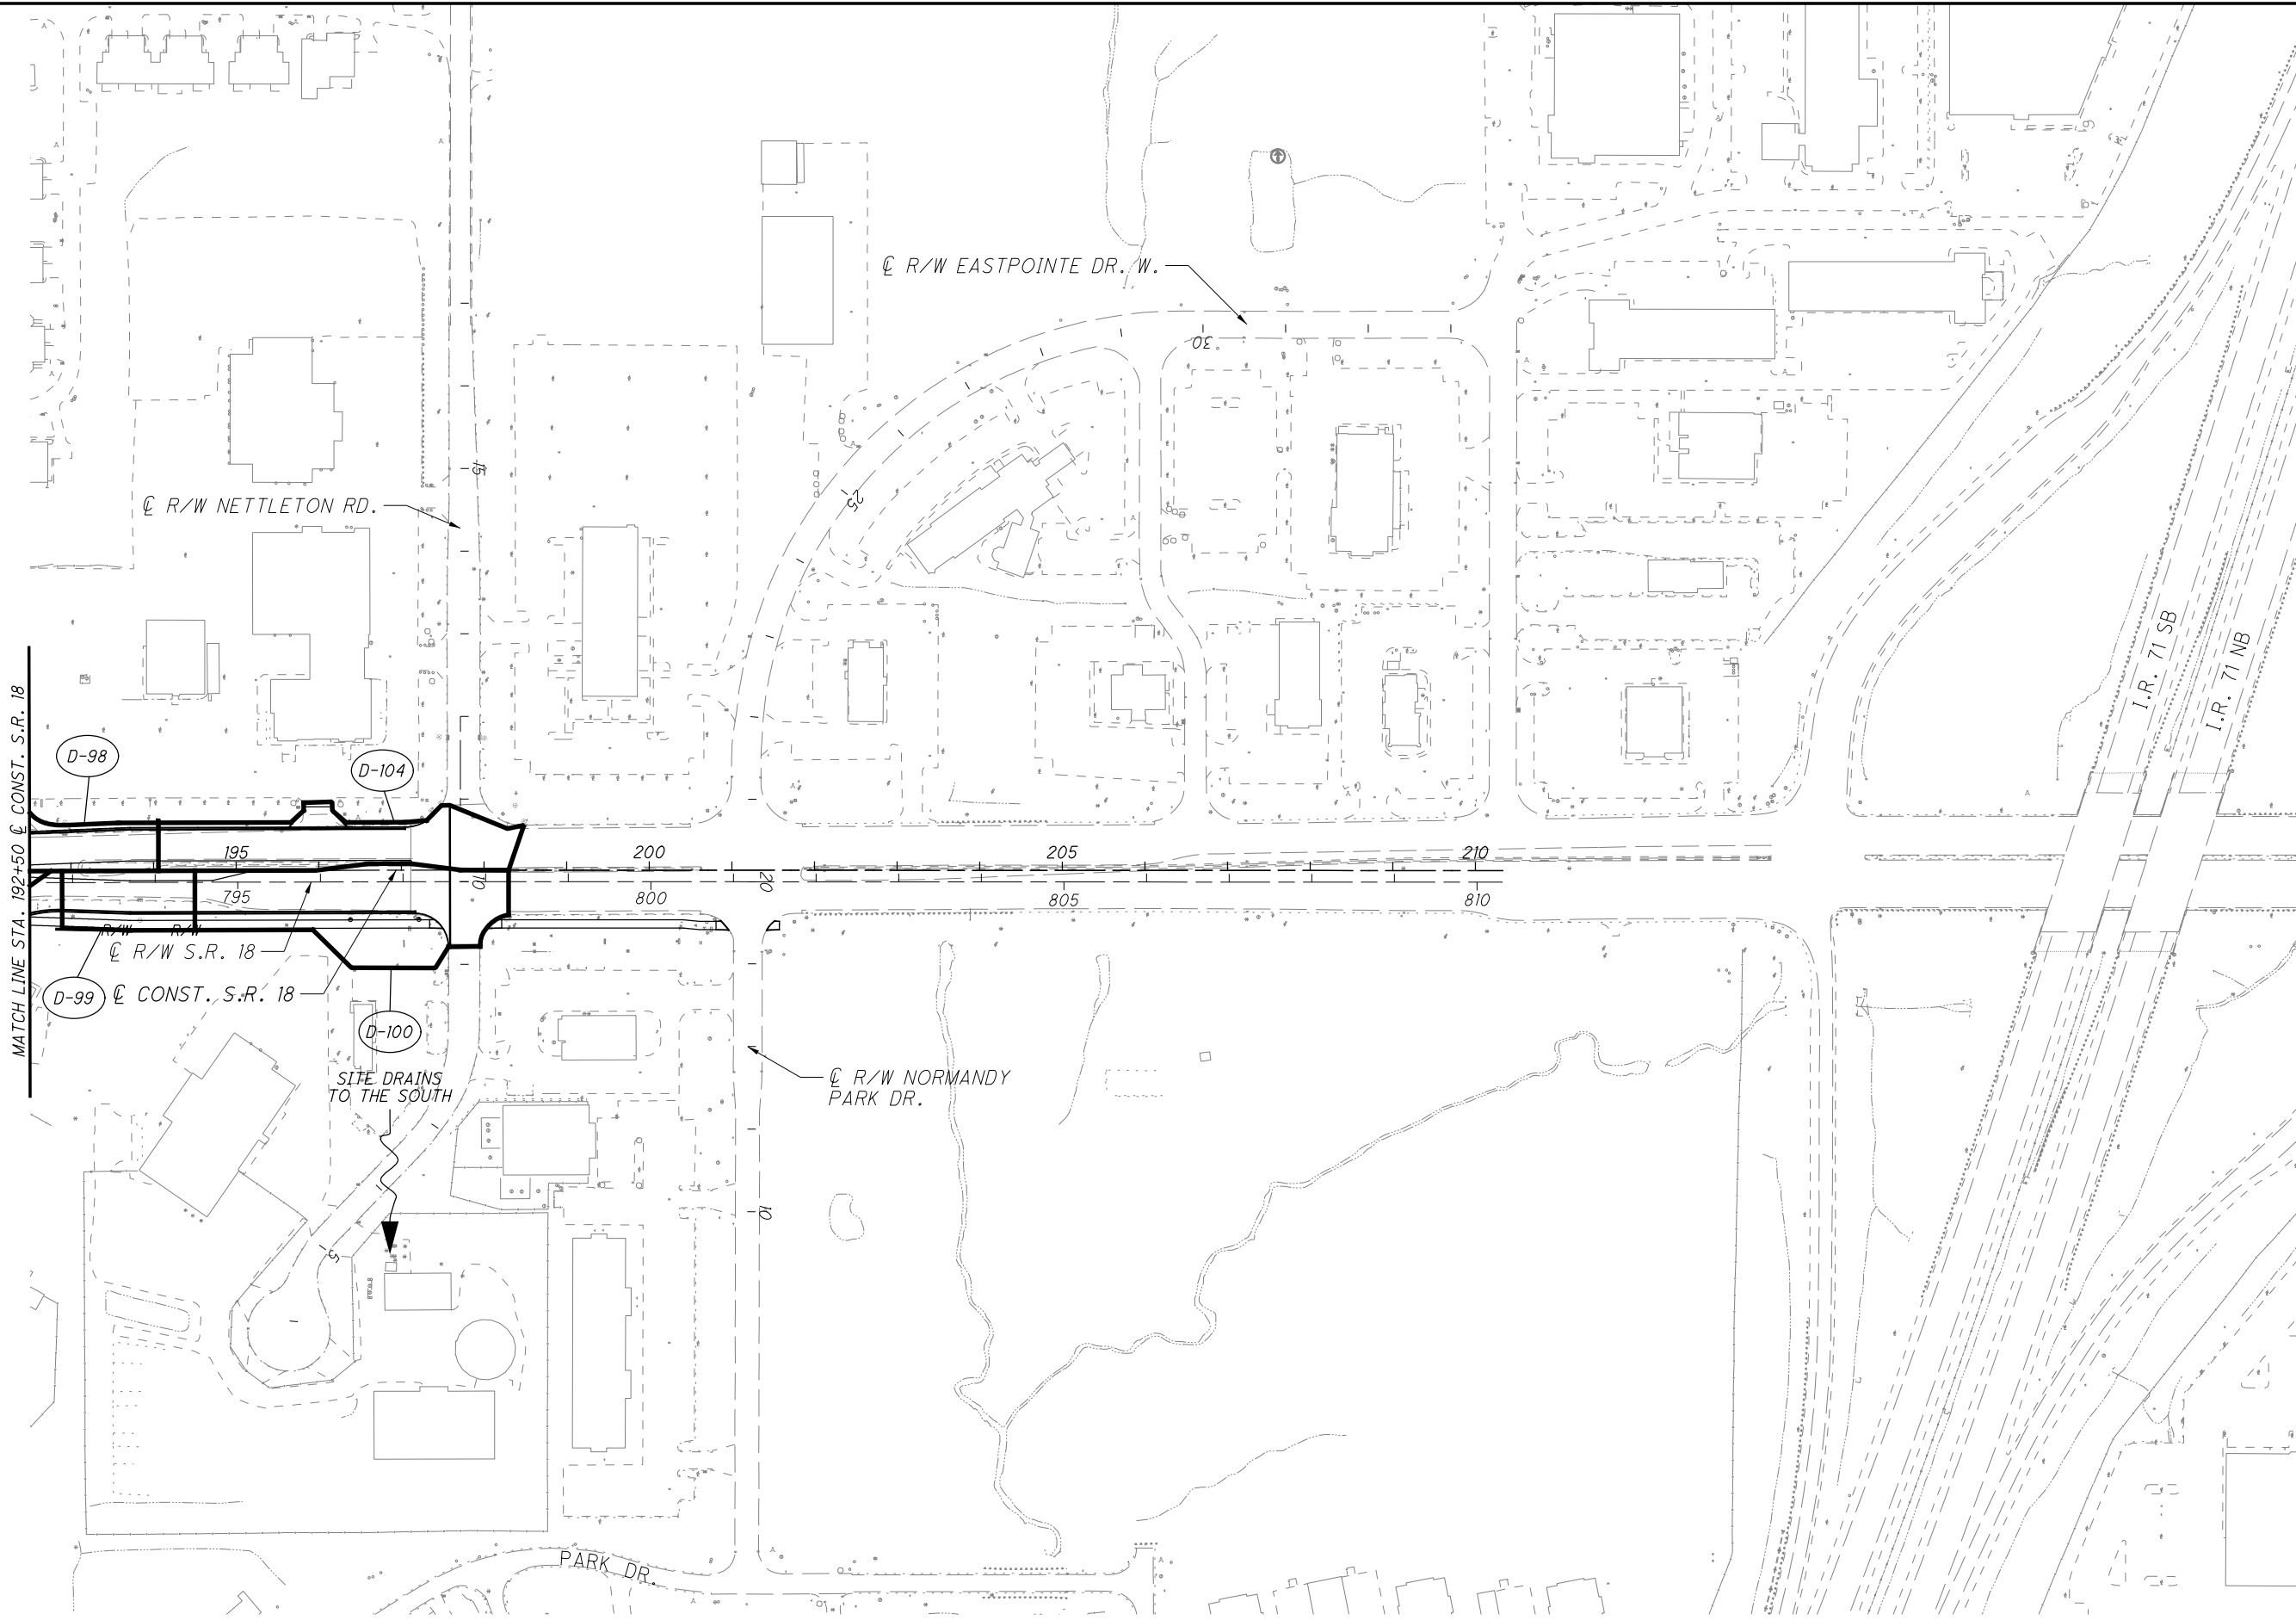 ℄ R/W EASTPOINTE DR. W.
30
15
25
℄ R/W NETTLETON RD.
I.R. 71 SB
I.R. 71 NB
MATCH LINE STA. 192+50 ℄ CONST. S.R. 18
D-98
D-104
195
200
205
210
10
20
795
800
805
810
R/W
R/W
℄ R/W S.R. 18
D-99
℄ CONST. S.R. 18
D-100
SITE DRAINS
TO THE SOUTH
℄ R/W NORMANDY
PARK DR.
10
5
PARK DR.